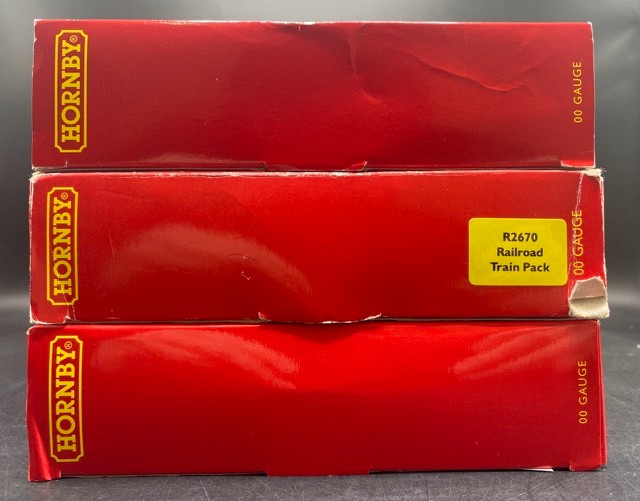 HORNBY®
00 GAUGE
HORNBY®
R2670
Railroad
Train Pack
00 GAUGE
HORNBY®
00 GAUGE